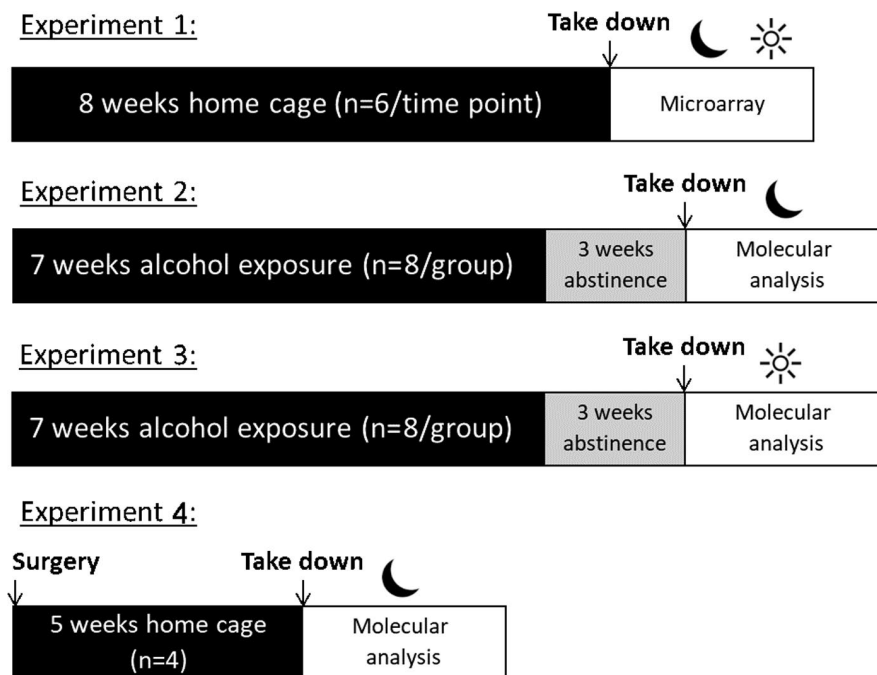 Experiment 1:
Take down
8 weeks home cage (n=6/time point)
Microarray
Experiment 2:
Take down
7 weeks alcohol exposure (n=8/group)
3 weeks
abstinence
Molecular
analysis
Experiment 3:
Take down
7 weeks alcohol exposure (n=8/group)
3 weeks
abstinence
Molecular
analysis
Experiment 4:
Surgery
Take down
5 weeks home cage
(n=4)
Molecular
analysis